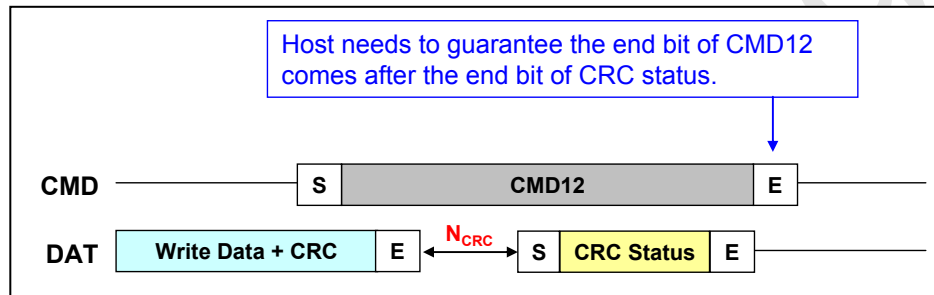 Host needs to guarantee the end bit of CMD12
comes after the end bit of CRC status.
CMD S CMD12 E
DAT Write Data + CRC E NCRC S CRC Status E